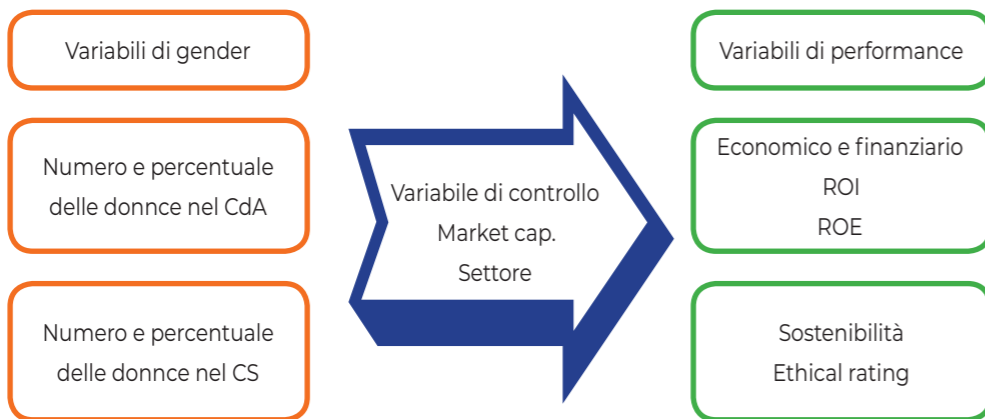 Variabili di gender
Numero e percentuale
delle donnce nel CdA
Numero e percentuale
delle donnce nel CS
Variabile di controllo
Market cap.
Settore
Variabili di performance
Economico e finanziario
ROI
ROE
Sostenibilità
Ethical rating